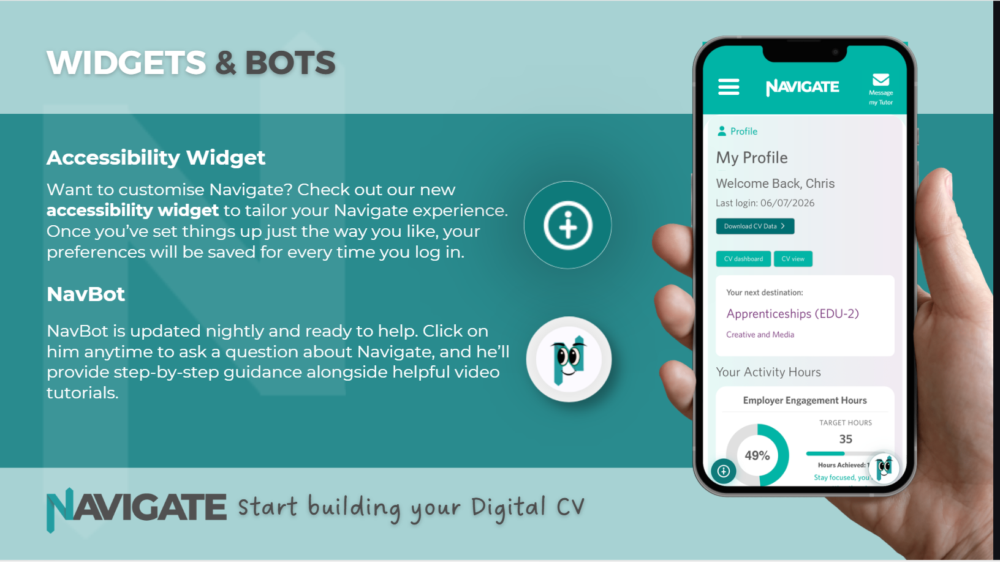 WIDGETS & BOTS
Accessibility Widget
Want to customise Navigate? Check out our new
accessibility widget to tailor your Navigate experience.
Once you’ve set things up just the way you like, your
preferences will be saved for every time you log in.
NavBot
NavBot is updated nightly and ready to help. Click on
him anytime to ask a question about Navigate, and he’ll
provide step-by-step guidance alongside helpful video
tutorials.
NAVIGATE Start building your Digital CV
NAVIGATE
Message
my Tutor
Profile
My Profile
Welcome Back, Chris
Last login: 06/07/2026
Download CV Data
CV dashboard
CV view
Your next destination:
Apprenticeships (EDU-2)
Creative and Media
Your Activity Hours
Employer Engagement Hours
TARGET HOURS
35
49%
Hours Achieved:
Stay focused, you